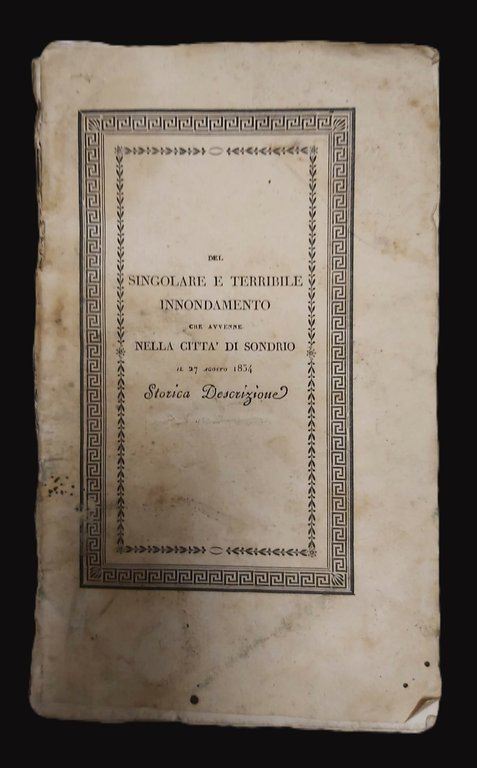 DEL
SINGOLARE E TERRIBILE
INNONDAMENTO
CHE AVVENNE
NELLA CITTA' DI SONDRIO
IL 27 AGOSTO 1834
Storica Descrizione